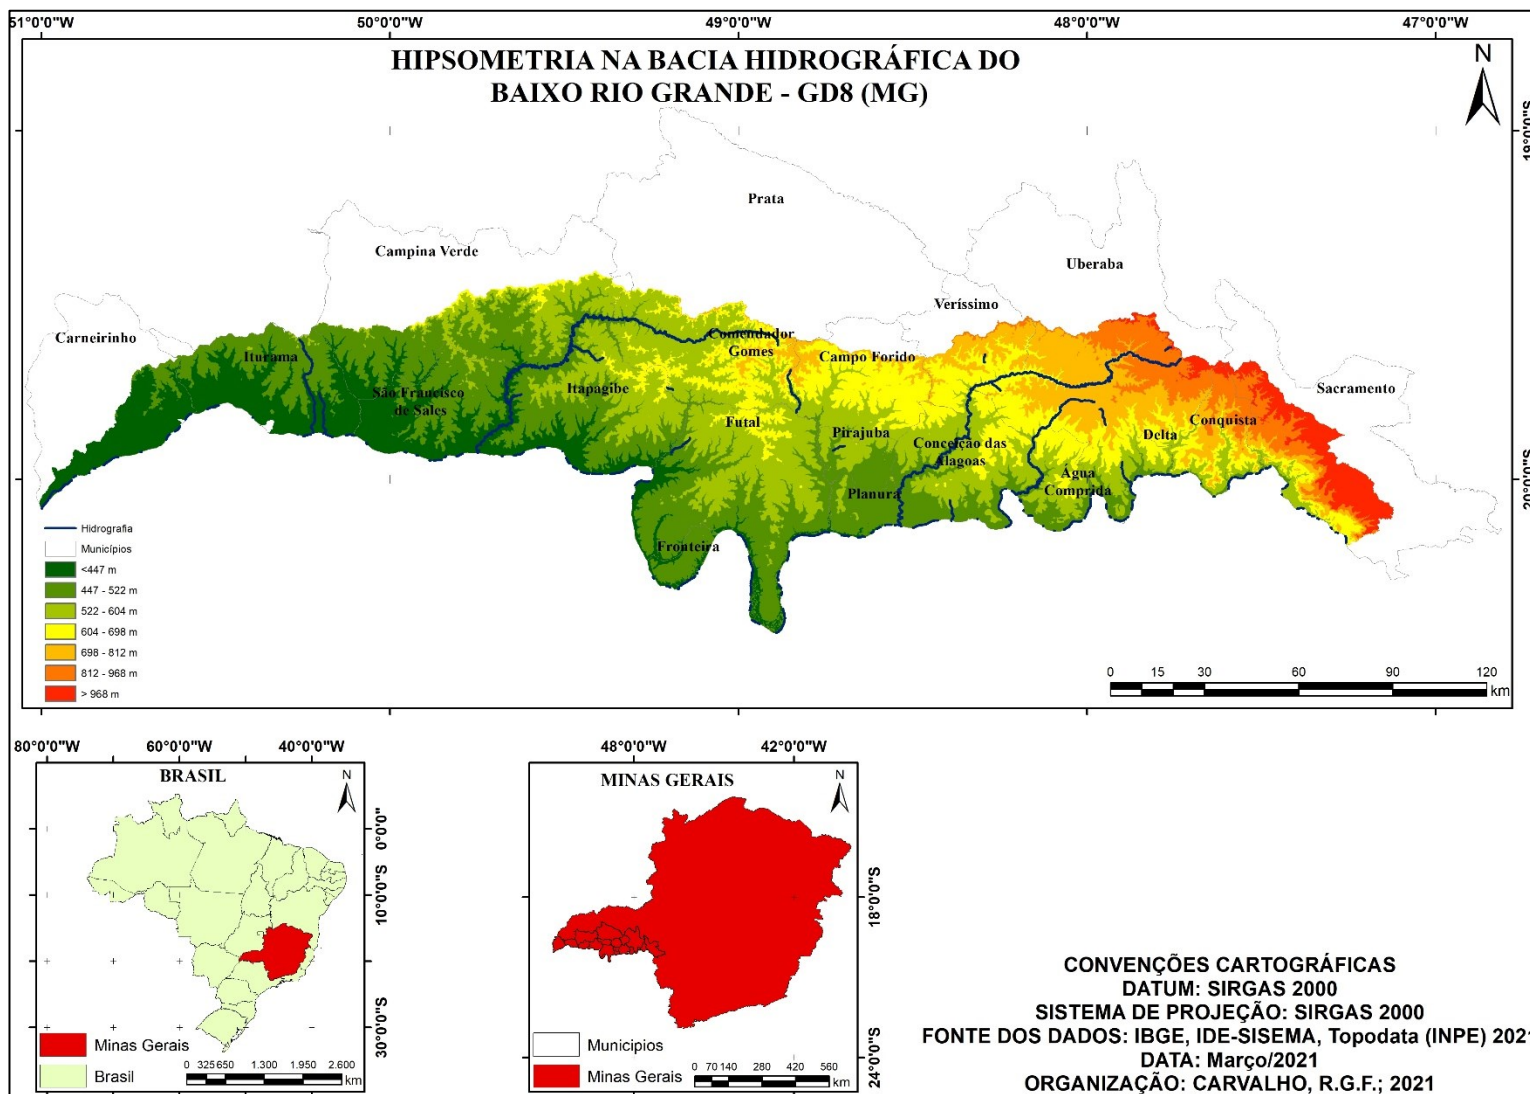 51°0'0"W 50°0'0"W 49°0'0"W 48°0'0"W 47°0'0"W
HIPSOMETRIA NA BACIA HIDROGRÁFICA DO
BAIXO RIO GRANDE - GD8 (MG)
N
19°0'0"S
Prata
Campina Verde
Uberaba
Veríssimo
Carneirinho
Comendador
Gomes
Iturama
Campo Forido
Itapagibe
Sacramento
São Francisco
de Sales
Futal
Pirajuba
Conceição das
Alagoas
Delta
Conquista
Água
Comprida
Planura
20°0'0"S
Fronteira
Hidrografia
Municípios
<447 m
447 - 522 m
522 - 604 m
604 - 698 m
698 - 812 m
812 - 968 m
> 968 m
0 15 30 60 90 120
km
80°0'0"W 60°0'0"W 40°0'0"W
BRASIL
N
0°0'0"
10°0'0"S
30°0'0"S
Minas Gerais
Brasil
0 325 650 1.300 1.950 2.600
km
48°0'0"W 42°0'0"W
MINAS GERAIS
N
18°0'0"S
24°0'0"S
Municipios
Minas Gerais
0 70 140 280 420 560
km
CONVENÇÕES CARTOGRÁFICAS
DATUM: SIRGAS 2000
SISTEMA DE PROJEÇÃO: SIRGAS 2000
FONTE DOS DADOS: IBGE, IDE-SISEMA, Topodata (INPE) 2021
DATA: Março/2021
ORGANIZAÇÃO: CARVALHO, R.G.F.; 2021